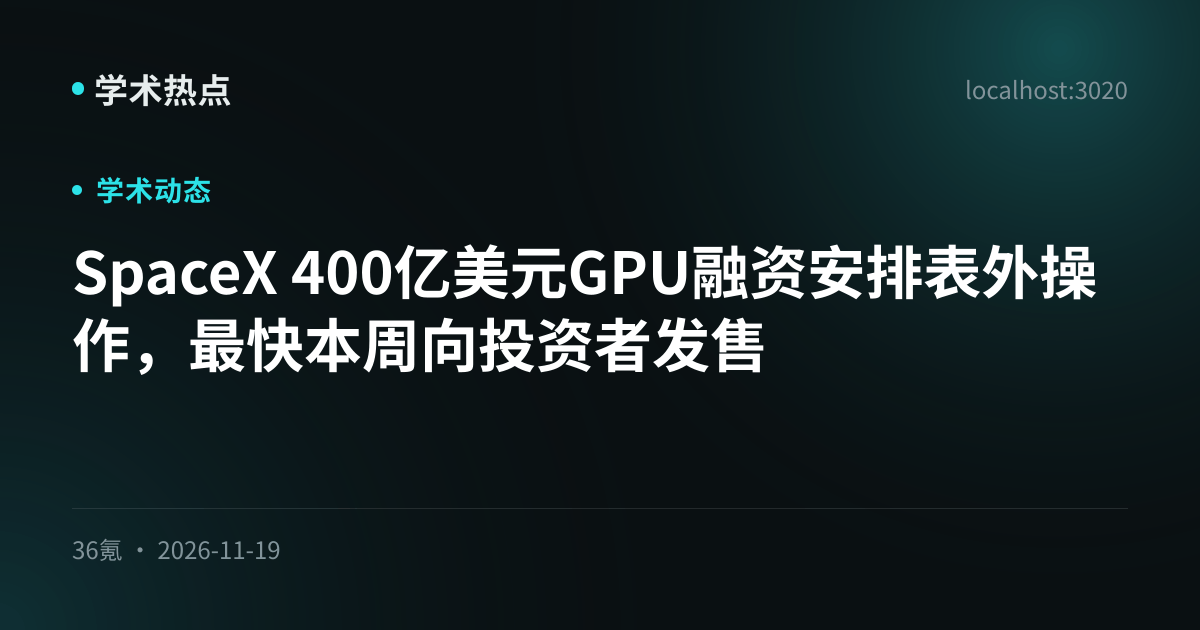 学术热点
localhost:3020
学术动态
SpaceX 400亿美元GPU融资安排表外操
作，最快本周向投资者发售
36氪 · 2026-11-19